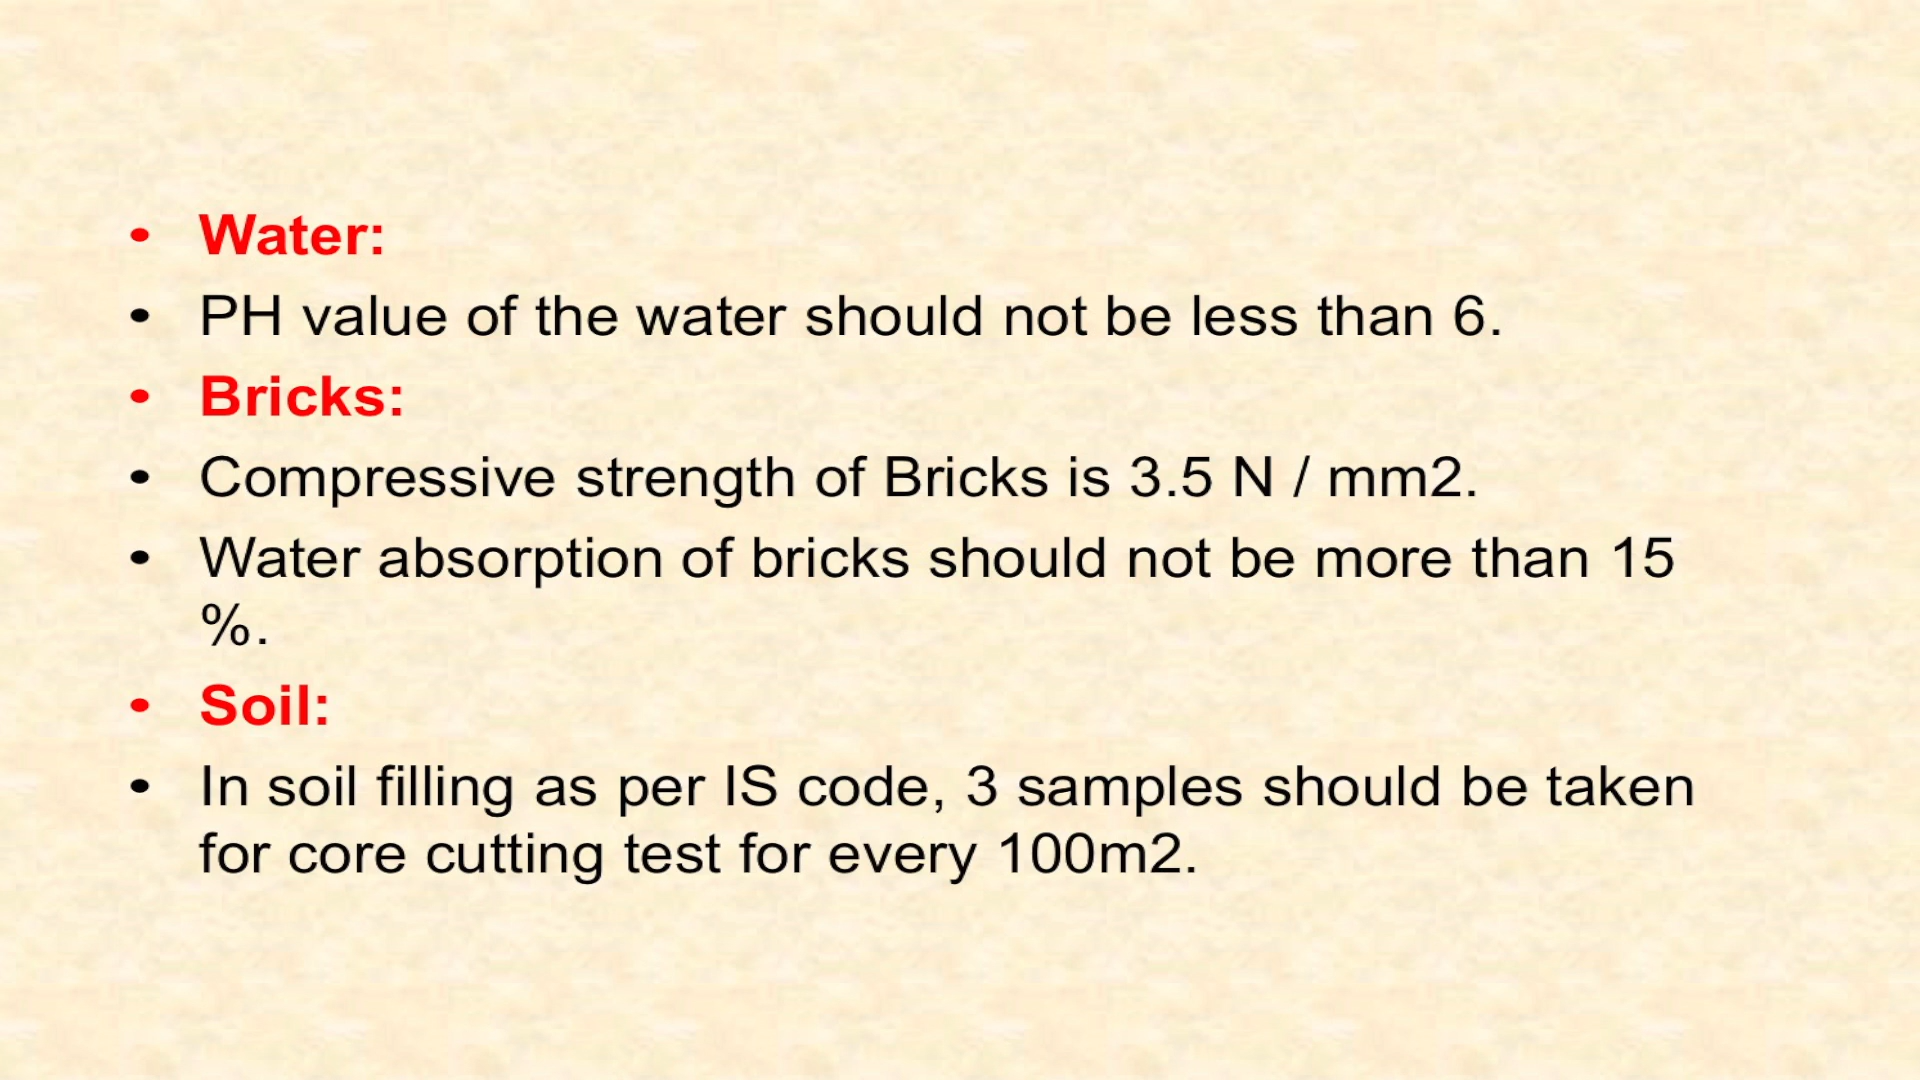 • Water:
• PH value of the water should not be less than 6.
• Bricks:
• Compressive strength of Bricks is 3.5 N / mm2.
• Water absorption of bricks should not be more than 15
%.
• Soil:
• In soil filling as per IS code, 3 samples should be taken
for core cutting test for every 100m2.